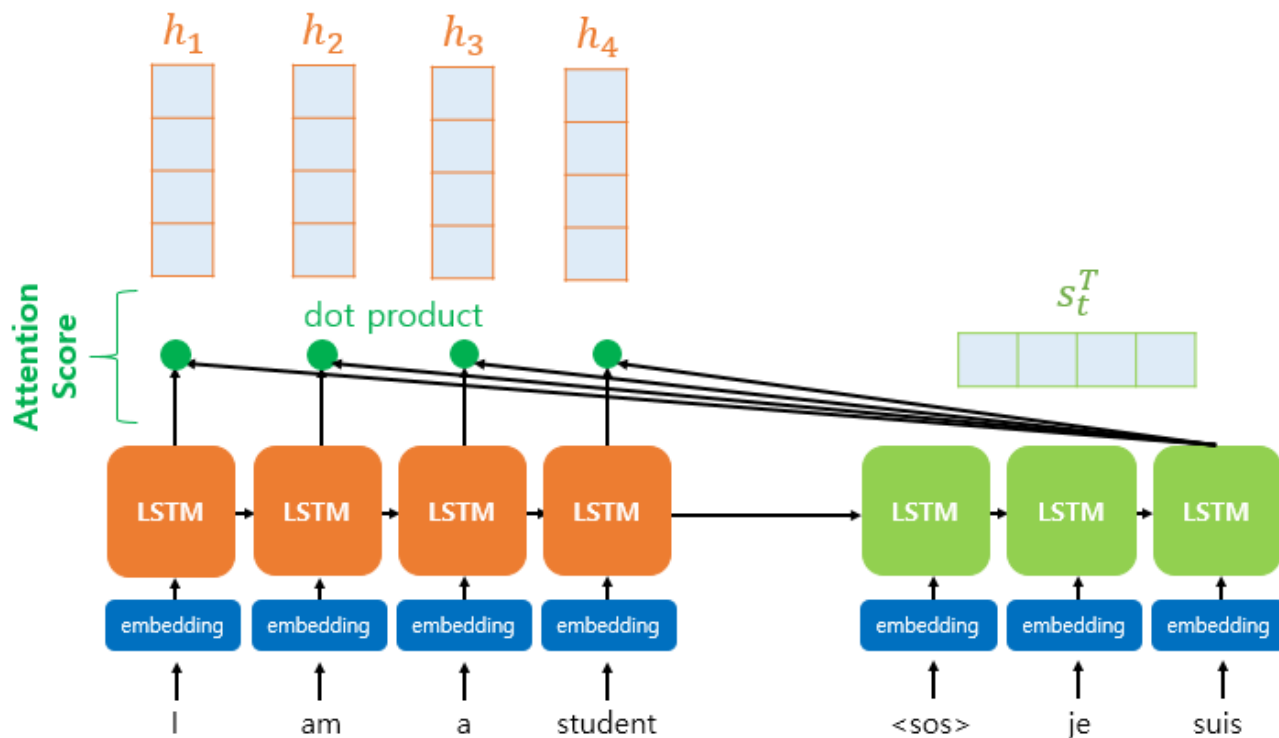 h₁ h₂ h₃ h₄
Attention Score
dot product
sₜᵀ
LSTM LSTM LSTM LSTM LSTM LSTM LSTM
embedding embedding embedding embedding embedding embedding embedding
I am a student <sos> je suis